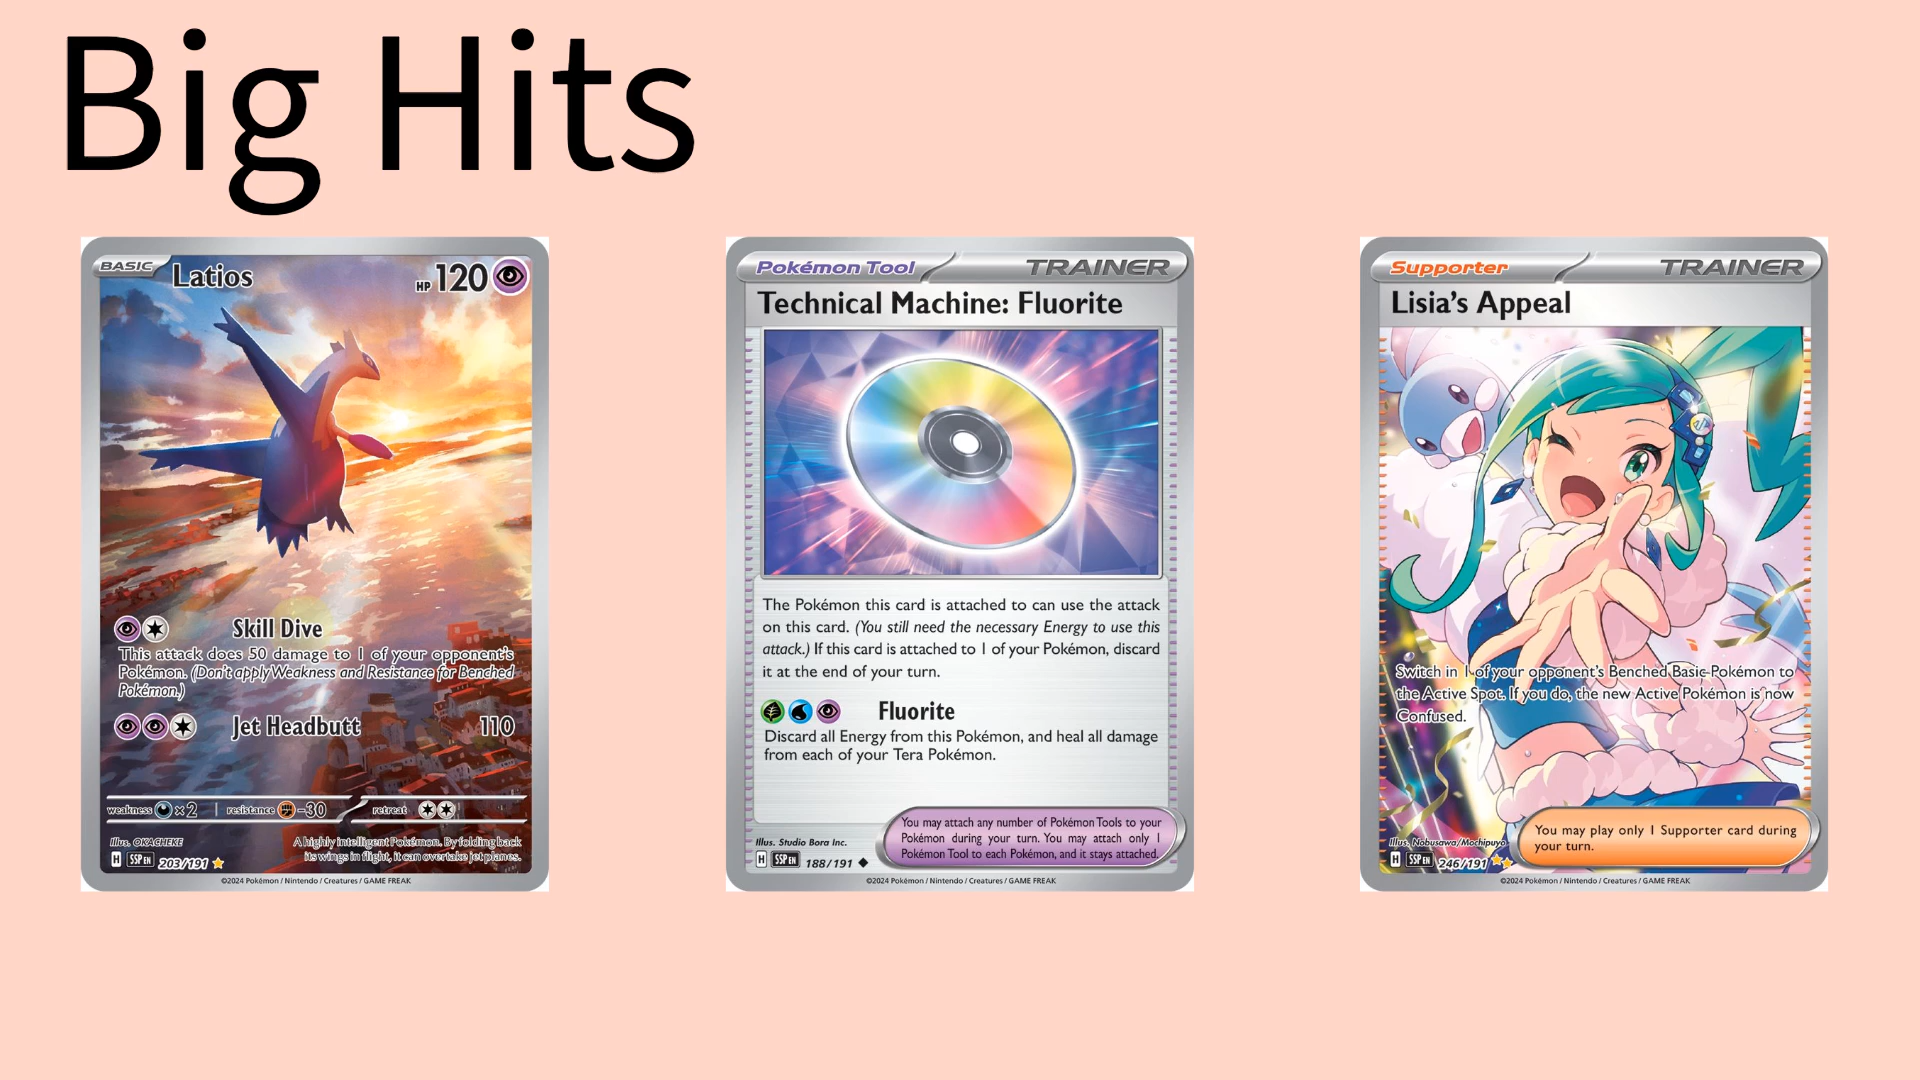 Big Hits
BASIC
Latios
HP 120
Skill Dive
This attack does 50 damage to 1 of your opponent's
Pokémon. (Don't apply Weakness and Resistance for Benched
Pokémon.)
Jet Headbutt 110
weakness ×2 resistance -30 retreat
Illus. OKACHEKE
A highly intelligent Pokémon. By folding back
its wings in flight, it can overtake jet planes.
H SSP EN 203/191
©2024 Pokémon / Nintendo / Creatures / GAME FREAK
Pokémon Tool TRAINER
Technical Machine: Fluorite
The Pokémon this card is attached to can use the attack
on this card. (You still need the necessary Energy to use this
attack.) If this card is attached to 1 of your Pokémon, discard
it at the end of your turn.
Fluorite
Discard all Energy from this Pokémon, and heal all damage
from each of your Tera Pokémon.
You may attach any number of Pokémon Tools to your
Pokémon during your turn. You may attach only 1
Pokémon Tool to each Pokémon, and it stays attached.
Illus. Studio Bora Inc.
H SSP EN 188/191
©2024 Pokémon / Nintendo / Creatures / GAME FREAK
Supporter TRAINER
Lisia's Appeal
Switch in 1 of your opponent's Benched Basic Pokémon to
the Active Spot. If you do, the new Active Pokémon is now
Confused.
You may play only 1 Supporter card during
your turn.
Illus. Nobusawa/Mochipuyo
H SSP EN 246/191
©2024 Pokémon / Nintendo / Creatures / GAME FREAK